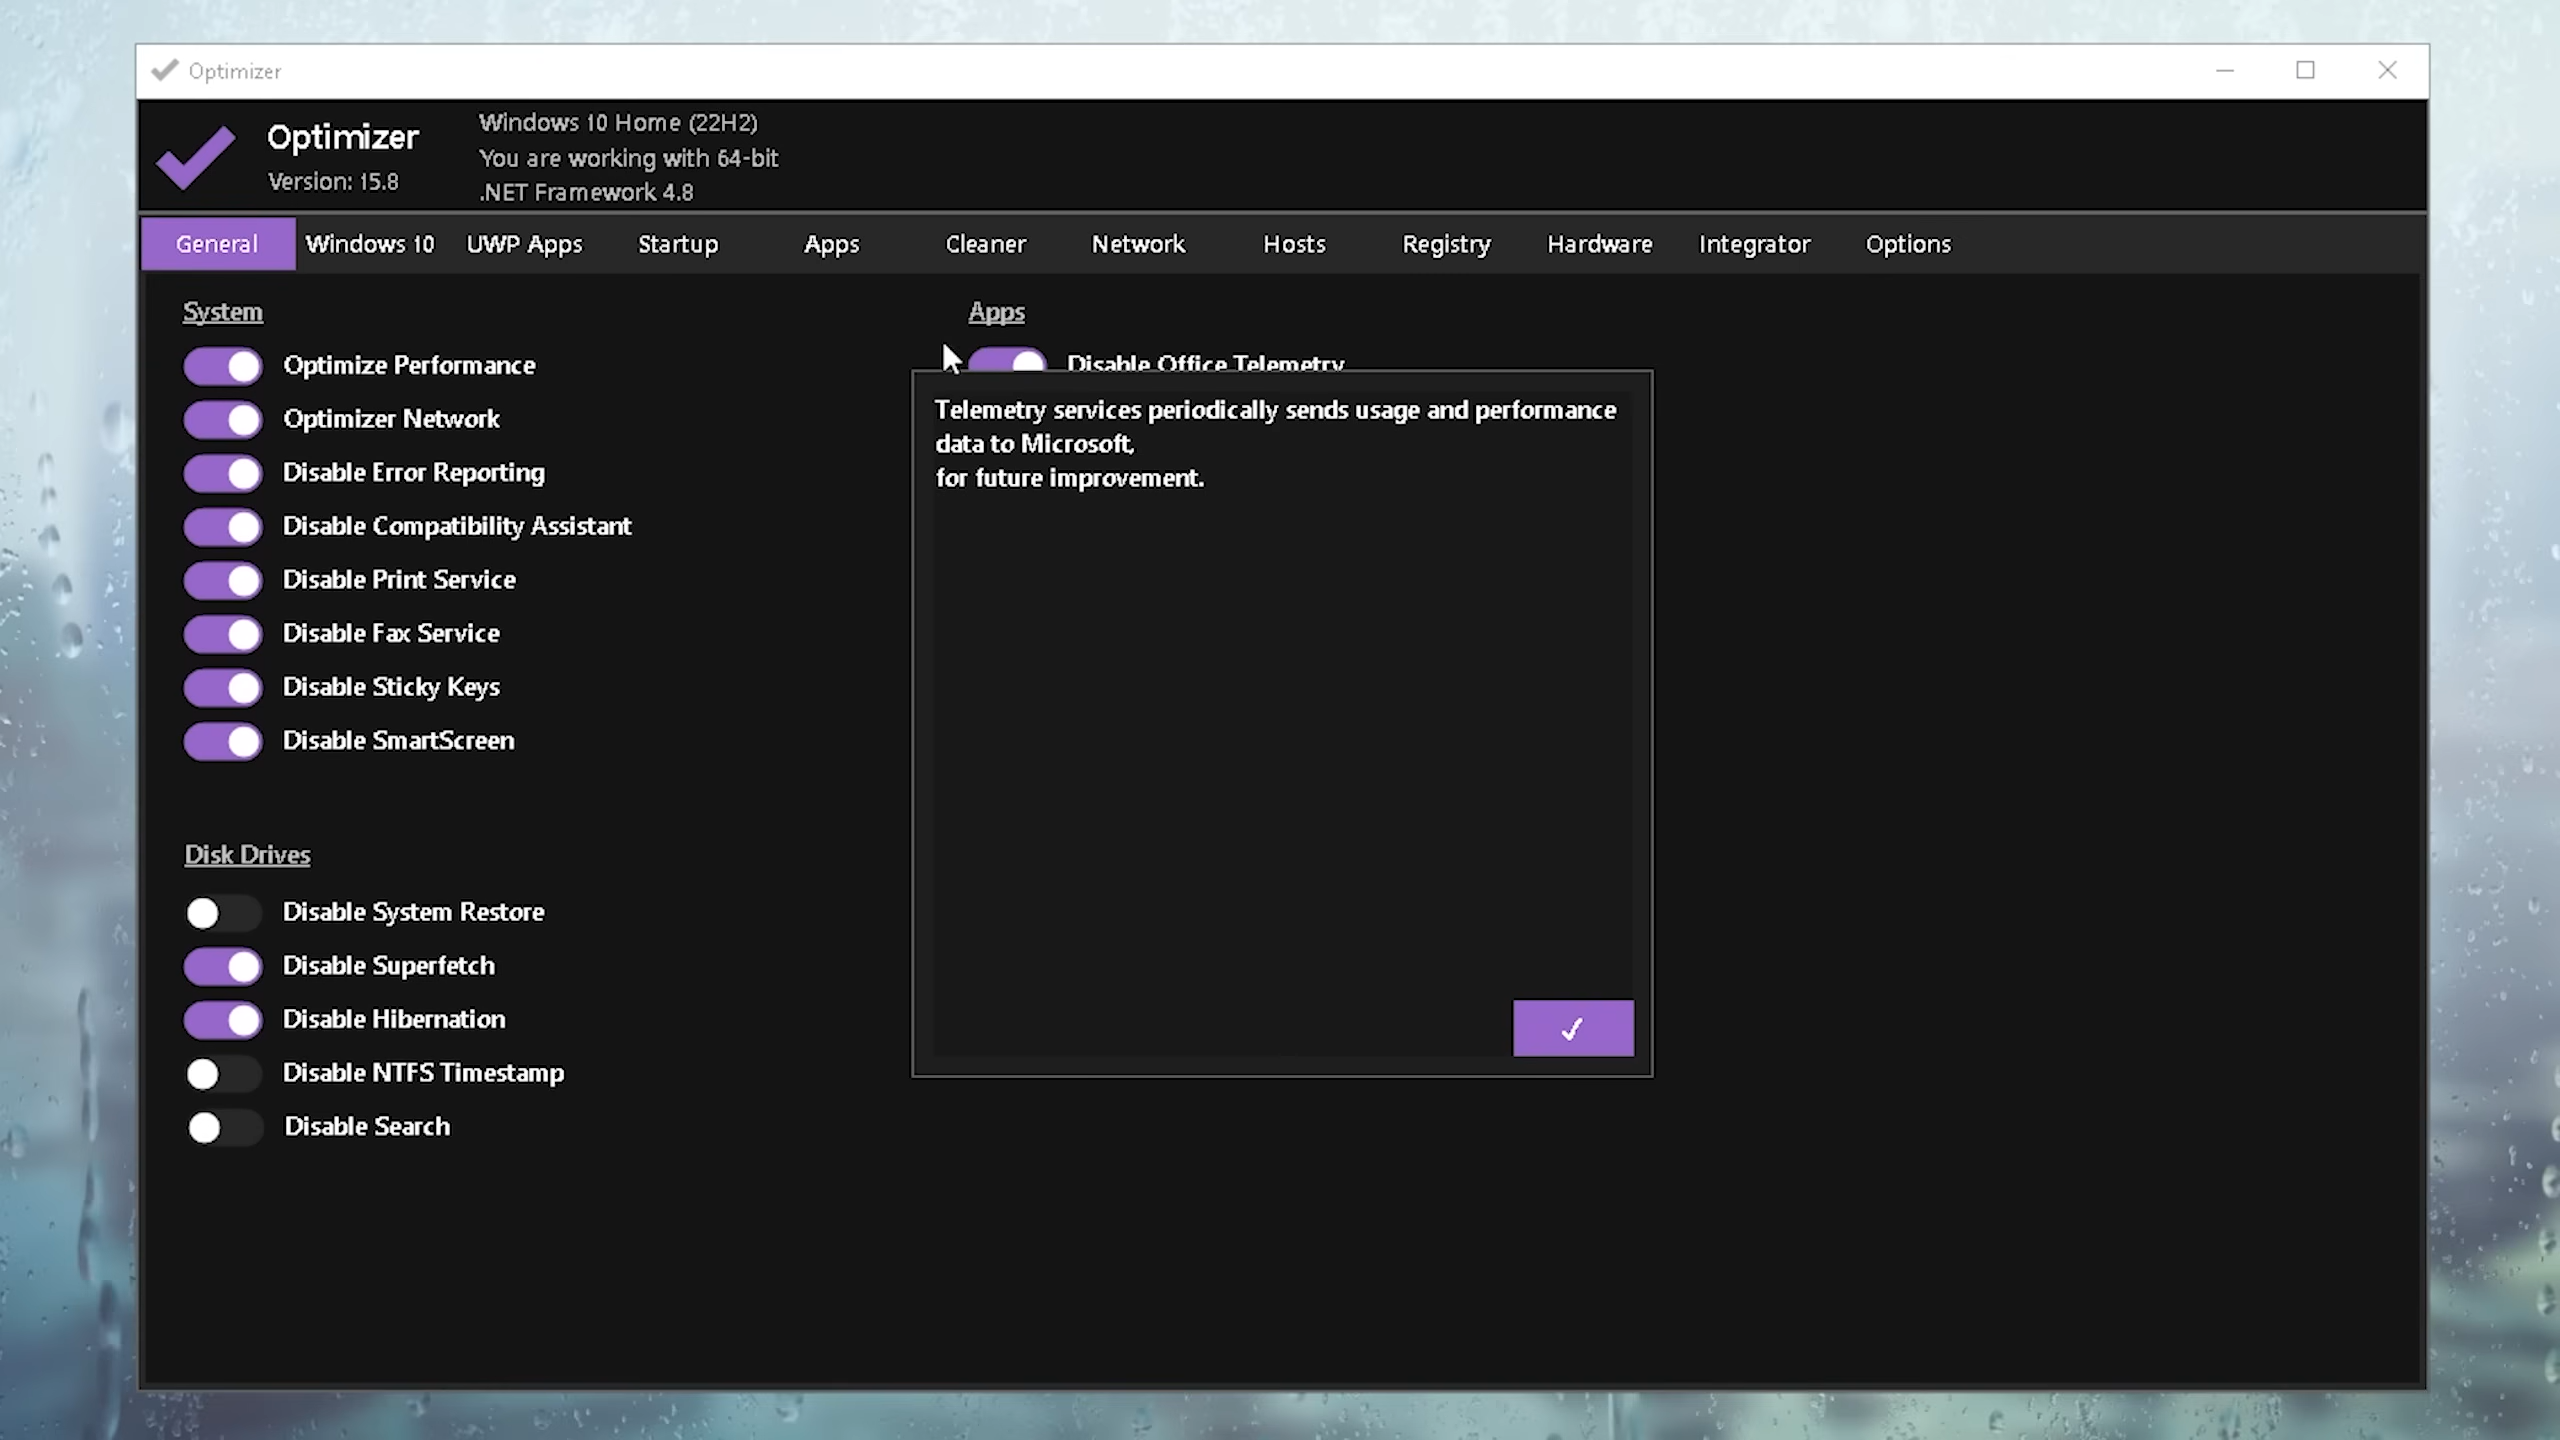 Optimizer
Optimizer
Version: 15.8
Windows 10 Home (22H2)
You are working with 64-bit
.NET Framework 4.8
General Windows 10 UWP Apps Startup Apps Cleaner Network Hosts Registry Hardware Integrator Options
System
Optimize Performance
Optimizer Network
Disable Error Reporting
Disable Compatibility Assistant
Disable Print Service
Disable Fax Service
Disable Sticky Keys
Disable SmartScreen
Disk Drives
Disable System Restore
Disable Superfetch
Disable Hibernation
Disable NTFS Timestamp
Disable Search
Apps
Disable Office Telemetry
Telemetry services periodically sends usage and performance
data to Microsoft,
for future improvement.